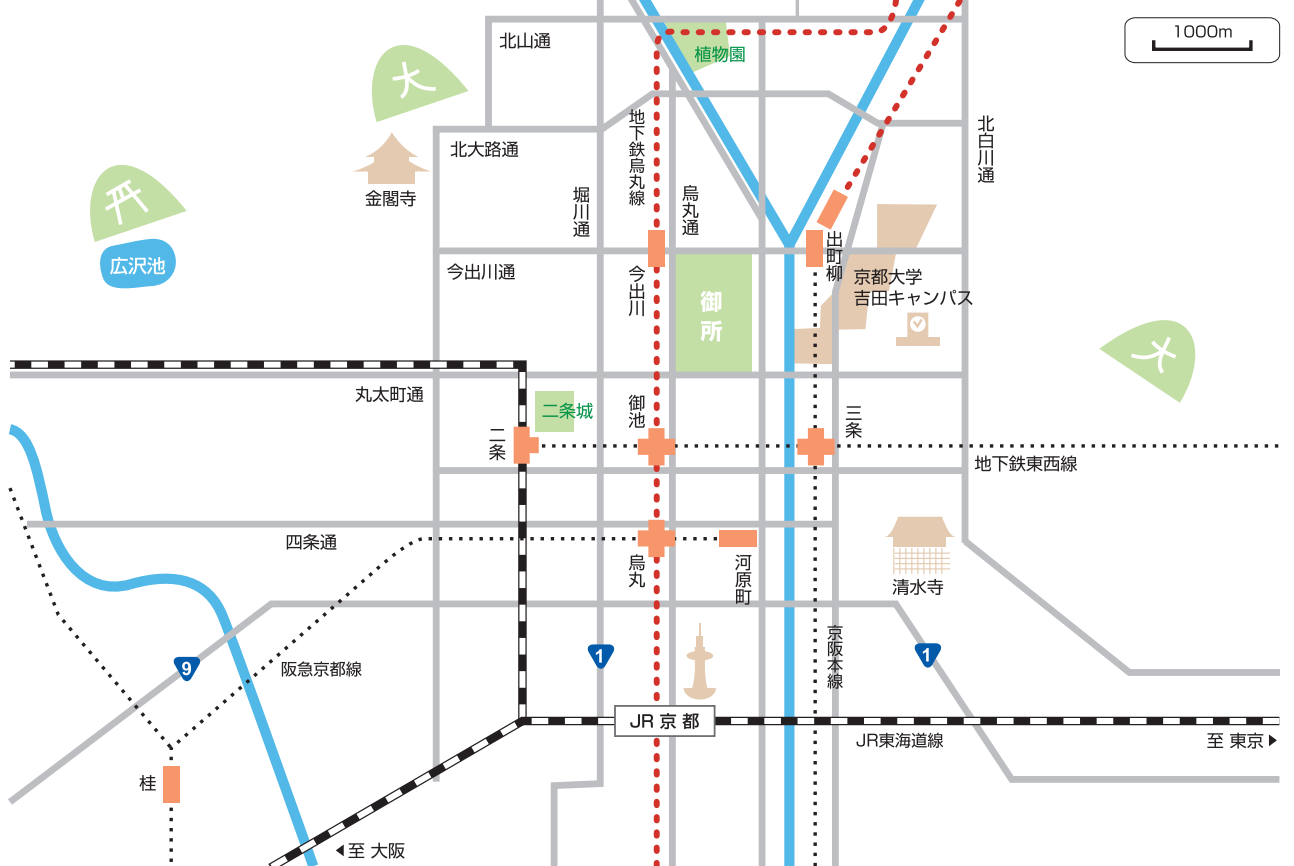 1000m
北山通
植物園
大
地下鉄烏丸線
北大路通
北白川通
金閣寺
堀川通
烏丸通
出町柳
広沢池
今出川通
今出川
京都大学
吉田キャンパス
御所
大
丸太町通
二条城
御池
三条
二条
地下鉄東西線
四条通
烏丸
河原町
清水寺
京阪本線
9
阪急京都線
1
1
JR京都
JR東海道線
至 東京
桂
至 大阪